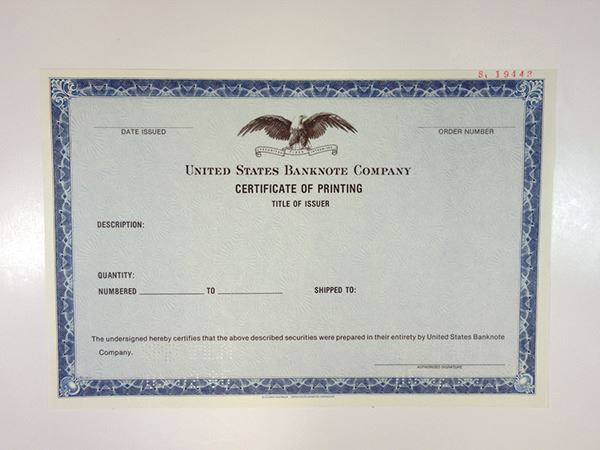 S, 19443
DATE ISSUED
ORDER NUMBER
UNITED STATES BANKNOTE COMPANY
CERTIFICATE OF PRINTING
TITLE OF ISSUER
DESCRIPTION:
QUANTITY:
NUMBERED TO SHIPPED TO:
The undersigned hereby certifies that the above described securities were prepared in their entirety by United States Banknote
Company.
AUTHORIZED SIGNATURE